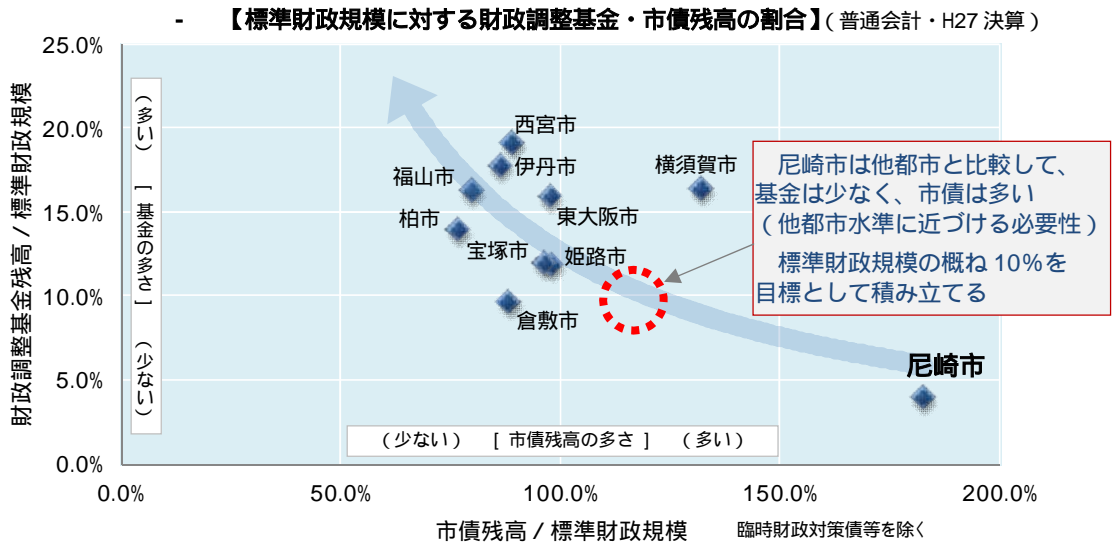 - 【標準財政規模に対する財政調整基金・市債残高の割合】(普通会計・H27 決算)
財政調整基金残高 / 標準財政規模
25.0%
20.0%
15.0%
10.0%
5.0%
0.0%
(多い) [ 基金の多さ ] (少ない)
西宮市
伊丹市
横須賀市
福山市
東大阪市
柏市
宝塚市
姫路市
倉敷市
尼崎市
尼崎市は他都市と比較して、
基金は少なく、市債は多い
(他都市水準に近づける必要性)
標準財政規模の概ね 10%を
目標として積み立てる
(少ない) [ 市債残高の多さ ] (多い)
0.0% 50.0% 100.0% 150.0% 200.0%
市債残高 / 標準財政規模 臨時財政対策債等を除く